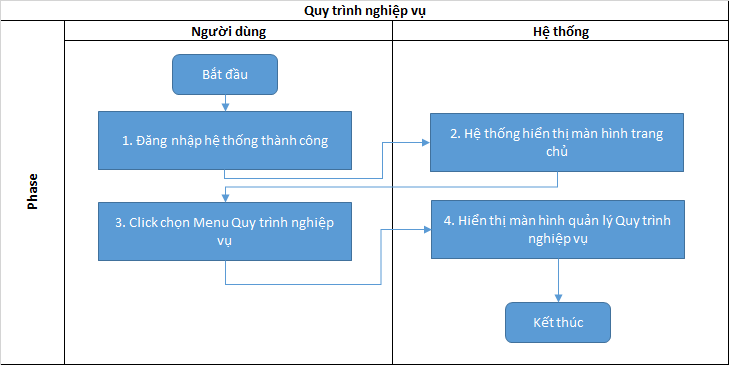 Quy trình nghiệp vụ
Người dùng
Hệ thống
Phase
Bắt đầu
1. Đăng nhập hệ thống thành công
2. Hệ thống hiển thị màn hình trang
chủ
3. Click chọn Menu Quy trình nghiệp
vụ
4. Hiển thị màn hình quản lý Quy trình
nghiệp vụ
Kết thúc